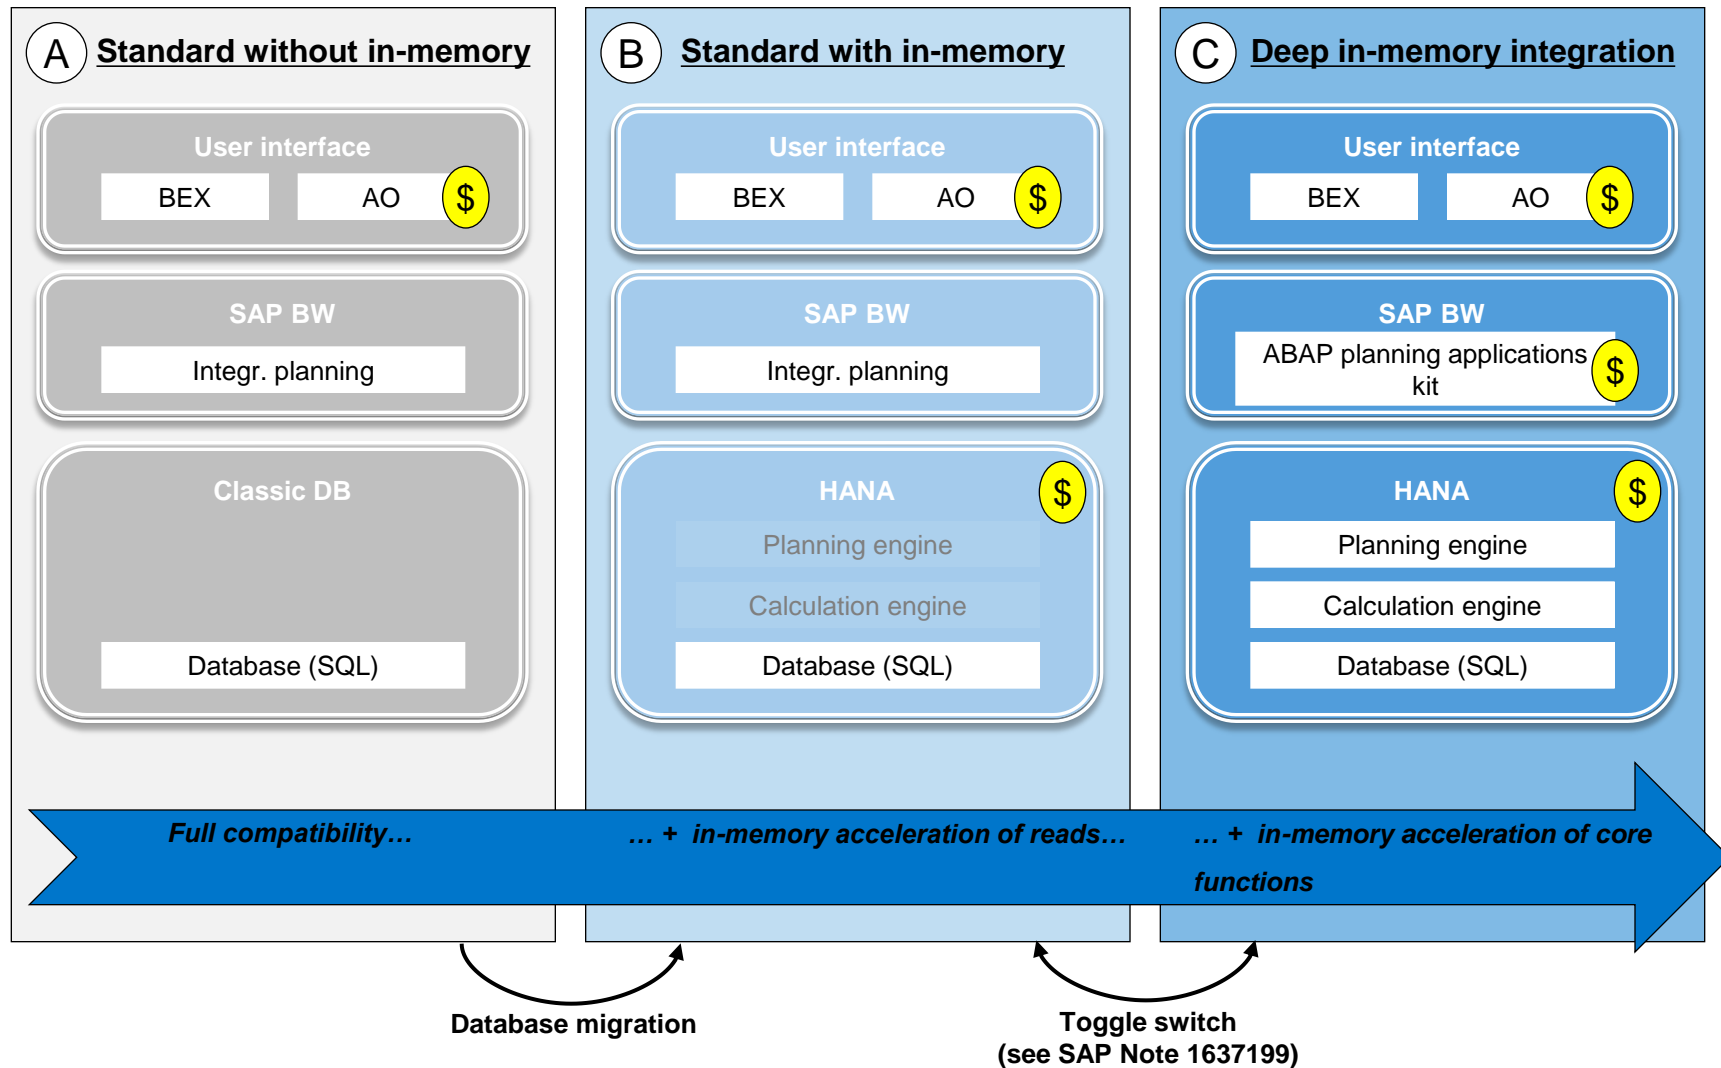 A
Standard without in-memory
User interface
BEX
AO
$
SAP BW
Integr. planning
Classic DB
Database (SQL)
B
Standard with in-memory
User interface
BEX
AO
$
SAP BW
Integr. planning
HANA
$
Planning engine
Calculation engine
Database (SQL)
C
Deep in-memory integration
User interface
BEX
AO
$
SAP BW
ABAP planning applications
kit
$
HANA
$
Planning engine
Calculation engine
Database (SQL)
Full compatibility…
… + in-memory acceleration of reads…
… + in-memory acceleration of core
functions
Database migration
Toggle switch
(see SAP Note 1637199)